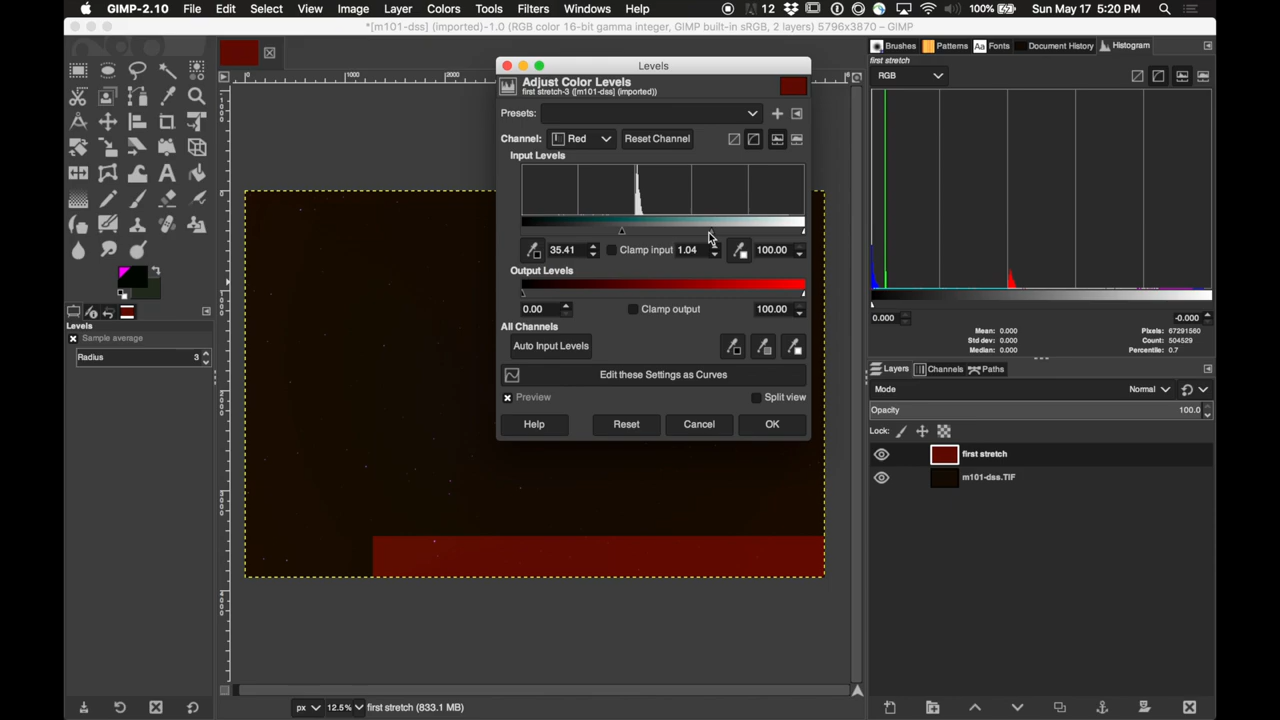 GIMP-2.10 File Edit Select View Image Layer Colors Tools Filters Windows Help 12 100% Sun May 17 5:20 PM
*[m101-dss] (imported)-1.0 (RGB color 16-bit gamma integer, GIMP built-in sRGB, 2 layers) 5796x3870 – GIMP
Levels
Adjust Color Levels
first stretch-3 ([m101-dss] (imported))
Presets:
Channel: Red Reset Channel
Input Levels
35.41 Clamp input 1.04 100.00
Output Levels
0.00 Clamp output 100.00
All Channels
Auto Input Levels
Edit these Settings as Curves
Preview Split view
Help Reset Cancel OK
Levels
Sample average
Radius 3
Brushes Patterns Aa Fonts Document History Histogram
first stretch
RGB
0.000 -0.000
Mean: 0.000 Pixels: 67291560
Std dev: 0.000 Count: 504529
Median: 0.000 Percentile: 0.7
Layers Channels Paths
Mode Normal
Opacity 100.0
Lock:
first stretch
m101-dss.TIF
px 12.5% first stretch (833.1 MB)